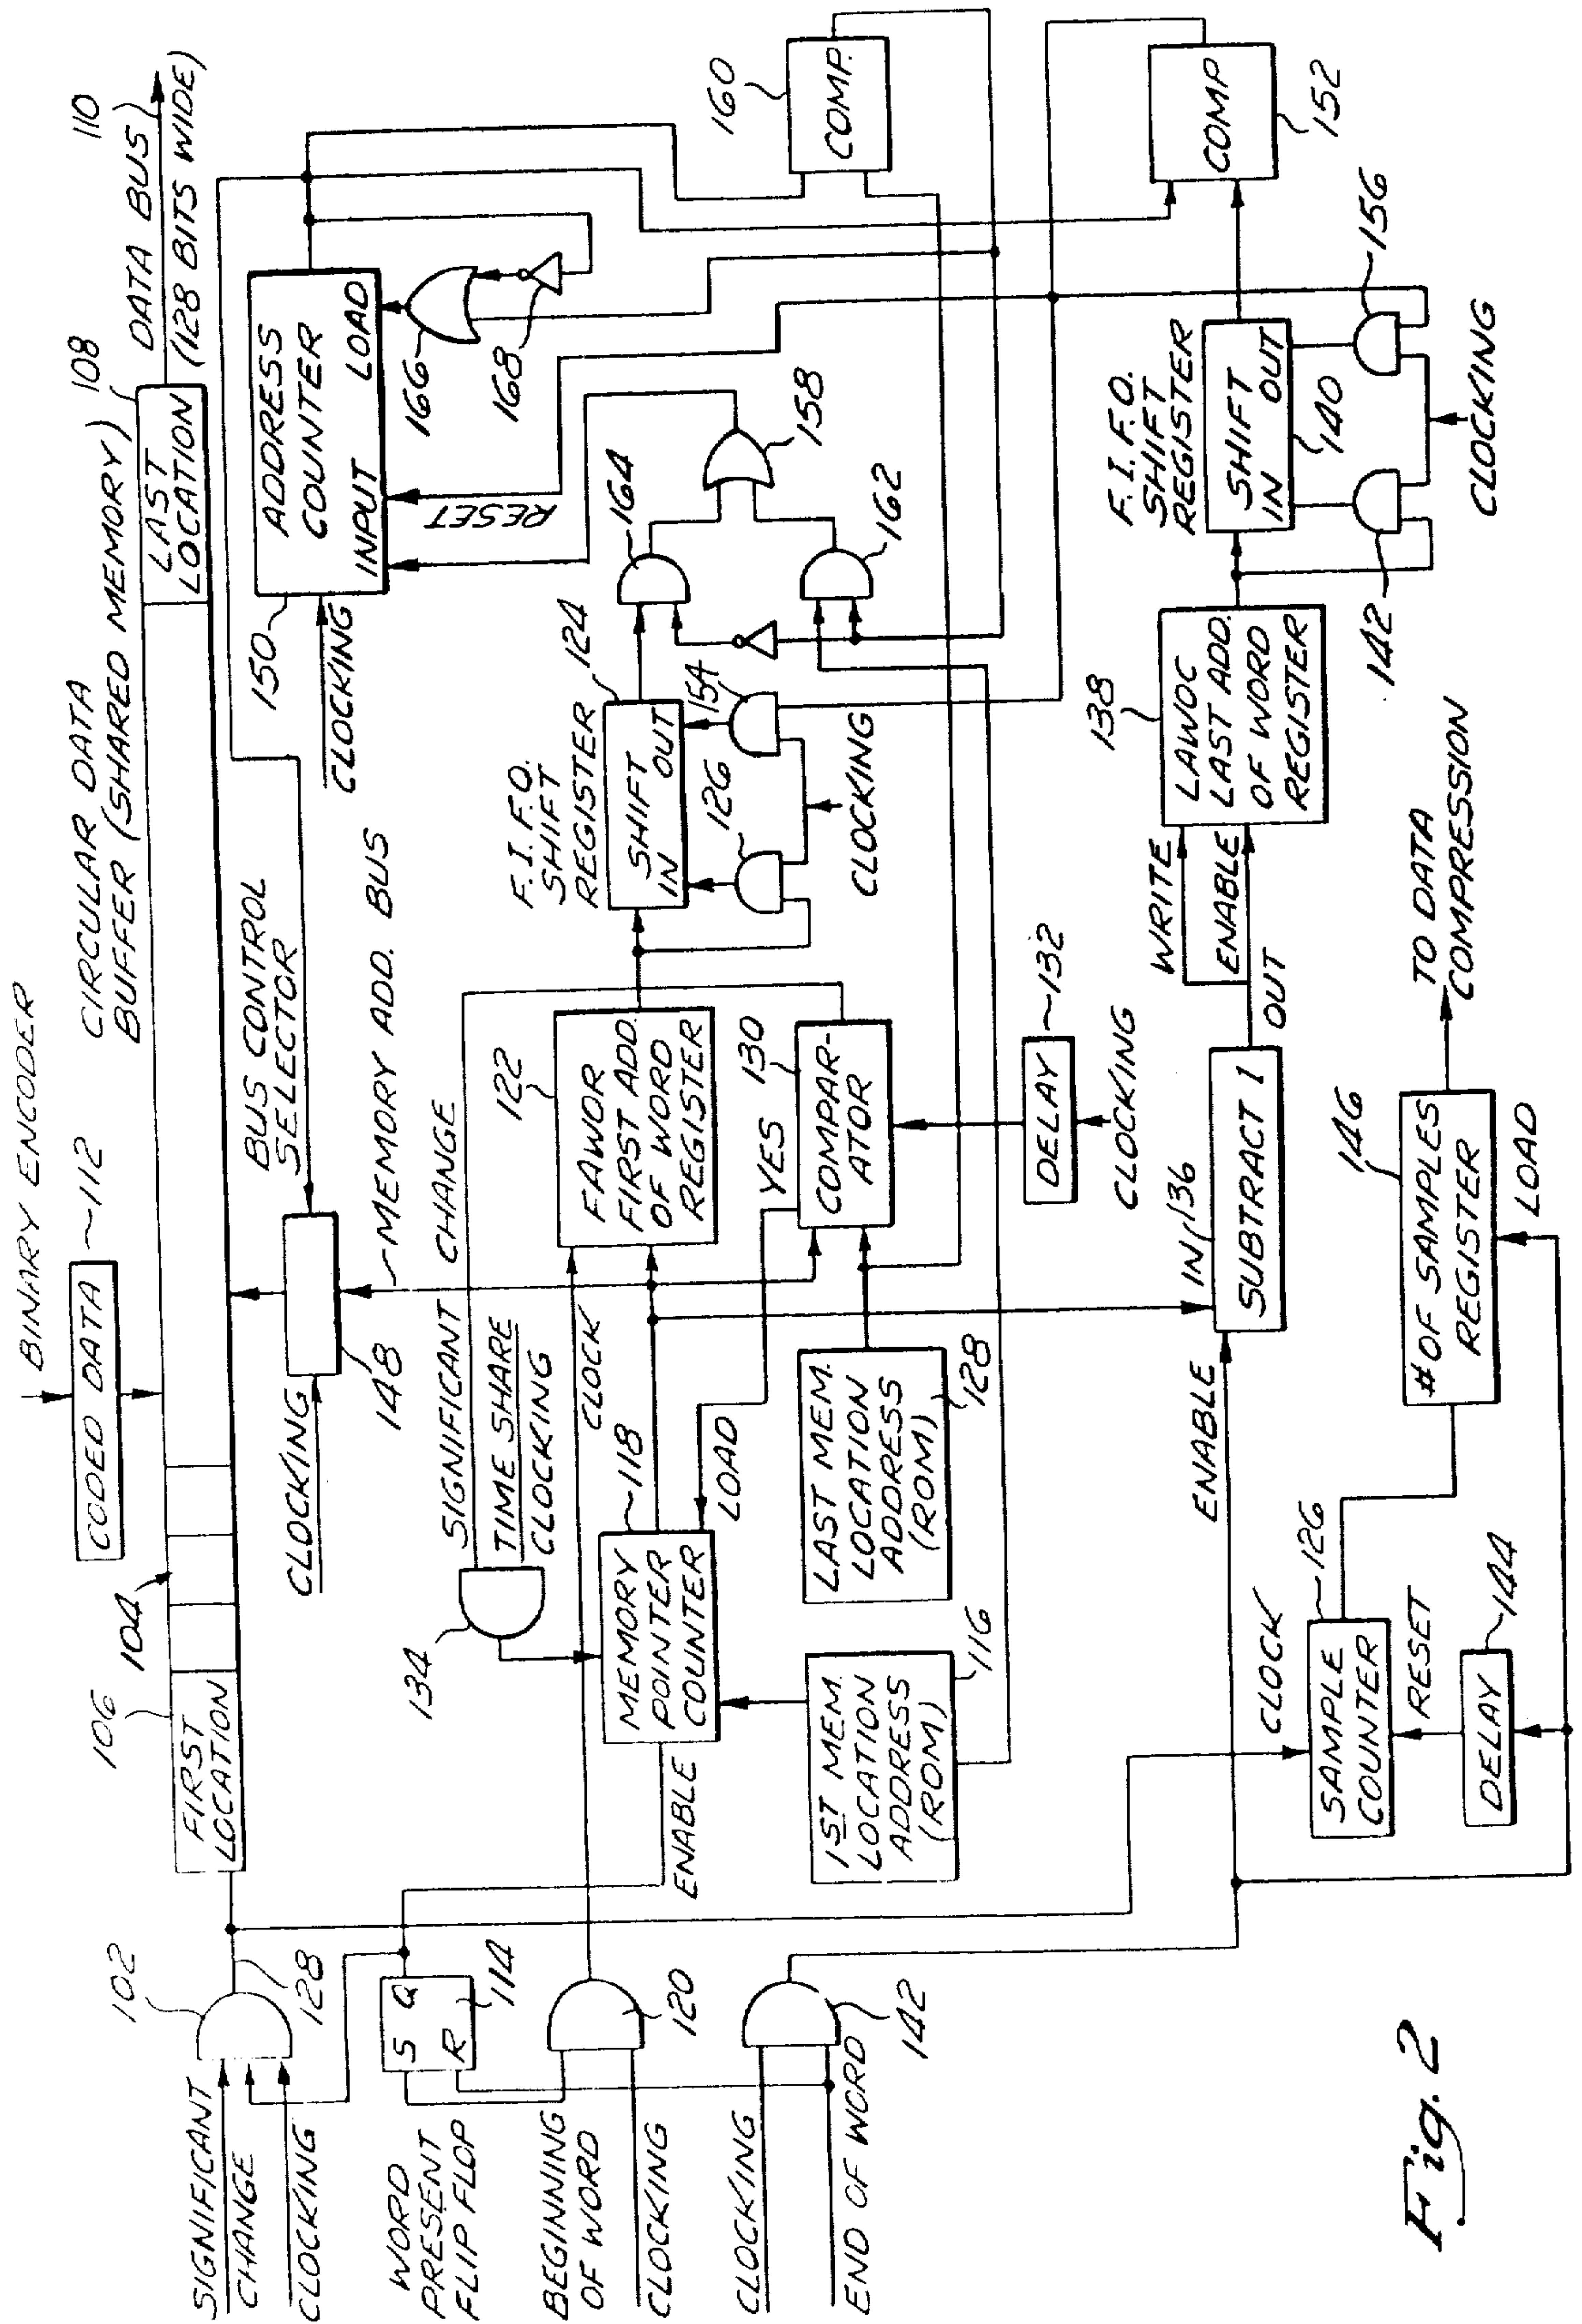 BINARY ENCODER
CODED DATA
112
CIRCULAR DATA
BUFFER (SHARED MEMORY)
108
DATA BUS
110
(128 BITS WIDE)
102
128
106
104
FIRST
LOCATION
LAST
LOCATION
SIGNIFICANT
CHANGE
CLOCKING
BUS CONTROL
SELECTOR
CLOCKING
148
MEMORY ADD. BUS
150
CLOCKING
ADDRESS
COUNTER
INPUT
LOAD
RESET
166
168
WORD
PRESENT
FLIP FLOP
S
Q
R
114
BEGINNING
OF WORD
CLOCKING
120
CLOCKING
END OF WORD
142
134
SIGNIFICANT
CHANGE
TIME SHARE
CLOCKING
CLOCK
ENABLE
MEMORY
POINTER
COUNTER
118
LOAD
YES
122
FAWOR
FIRST ADD.
OF WORD
REGISTER
F.I.F.O.
SHIFT
REGISTER
124
SHIFT
IN
OUT
126
154
CLOCKING
164
162
158
160
COMP.
1ST MEM.
LOCATION
ADDRESS
(ROM)
116
LAST MEM.
LOCATION
ADDRESS
(ROM)
128
130
COMPAR-
ATOR
DELAY
132
CLOCKING
ENABLE
IN
136
SUBTRACT 1
OUT
WRITE
ENABLE
138
LAWOC
LAST ADD.
OF WORD
REGISTER
F.I.F.O.
SHIFT
REGISTER
SHIFT
IN
OUT
140
142
156
CLOCKING
COMP
152
CLOCK
SAMPLE
COUNTER
126
RESET
DELAY
144
146
# OF SAMPLES
REGISTER
LOAD
TO DATA
COMPRESSION
Fig. 2